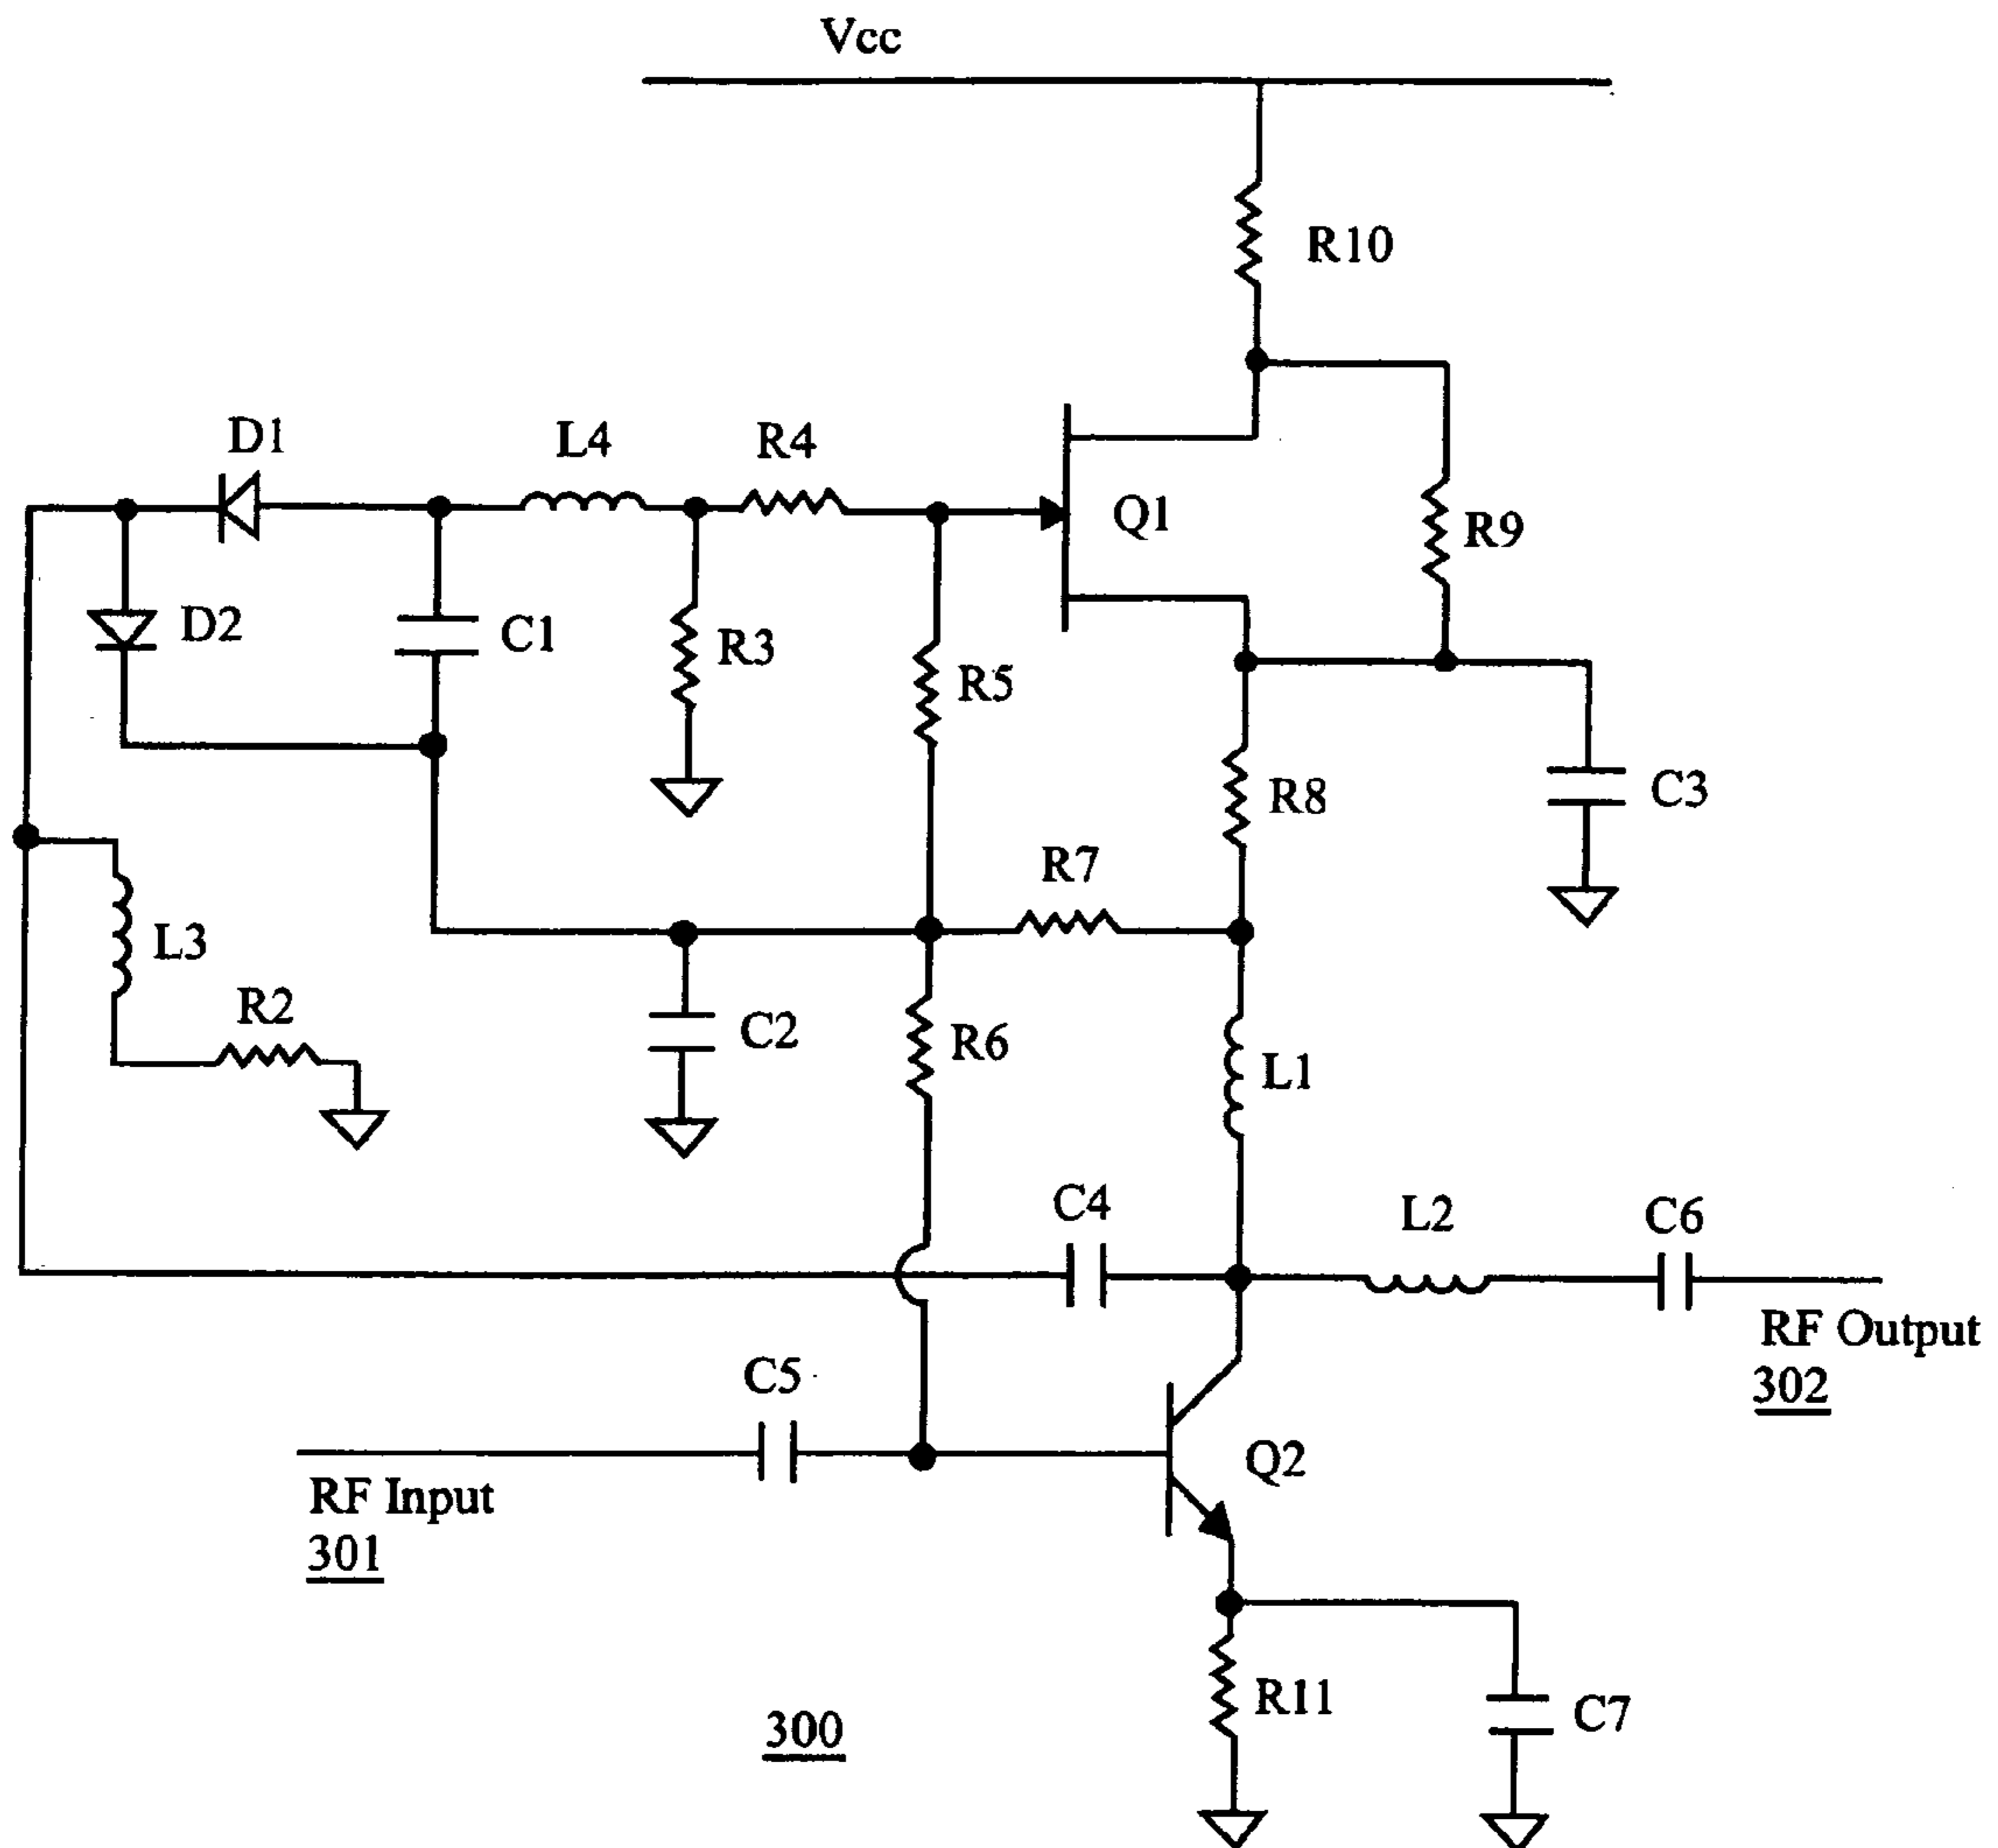 Vcc
R10
D1
L4
R4
Q1
R9
D2
C1
R3
R5
R8
C3
R7
L3
R2
C2
R6
L1
C4
L2
C6
RF Output
302
C5
RF Input
301
Q2
R11
C7
300